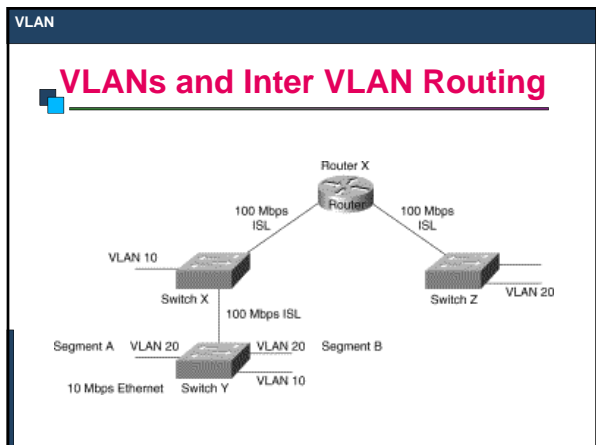 VLAN
VLANs and Inter VLAN Routing
Router X
Router
100 Mbps
ISL
100 Mbps
ISL
VLAN 10
Switch X
Switch Z
VLAN 20
100 Mbps ISL
Segment A
VLAN 20
VLAN 20
Segment B
VLAN 10
10 Mbps Ethernet
Switch Y